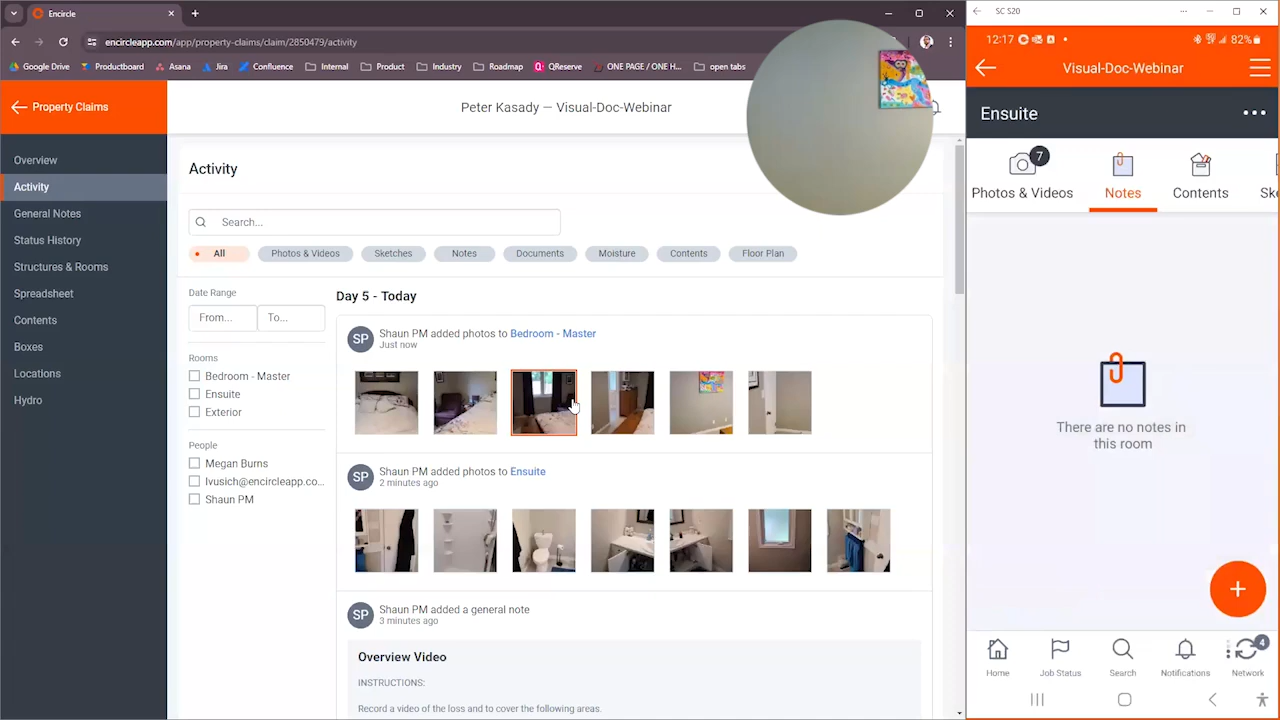 Encircle
encircleapp.com/app/property-claims/claim/2850479/activity
Google Drive Productboard Asana Jira Confluence Internal Product Industry Roadmap QReserve ONE PAGE / ONE H... open tabs
Property Claims
Peter Kasady — Visual-Doc-Webinar
Overview
Activity
General Notes
Status History
Structures & Rooms
Spreadsheet
Contents
Boxes
Locations
Hydro
Activity
Search...
All Photos & Videos Sketches Notes Documents Moisture Contents Floor Plan
Date Range
From... To...
Rooms
Bedroom - Master
Ensuite
Exterior
People
Megan Burns
lvusich@encircleapp.co...
Shaun PM
Day 5 - Today
SP
Shaun PM added photos to Bedroom - Master
Just now
SP
Shaun PM added photos to Ensuite
2 minutes ago
SP
Shaun PM added a general note
3 minutes ago
Overview Video
INSTRUCTIONS:
Record a video of the loss and to cover the following areas.
SC S20
12:17 82%
Visual-Doc-Webinar
Ensuite
7
Photos & Videos Notes Contents Ske
There are no notes in
this room
+
4
Home Job Status Search Notifications Network